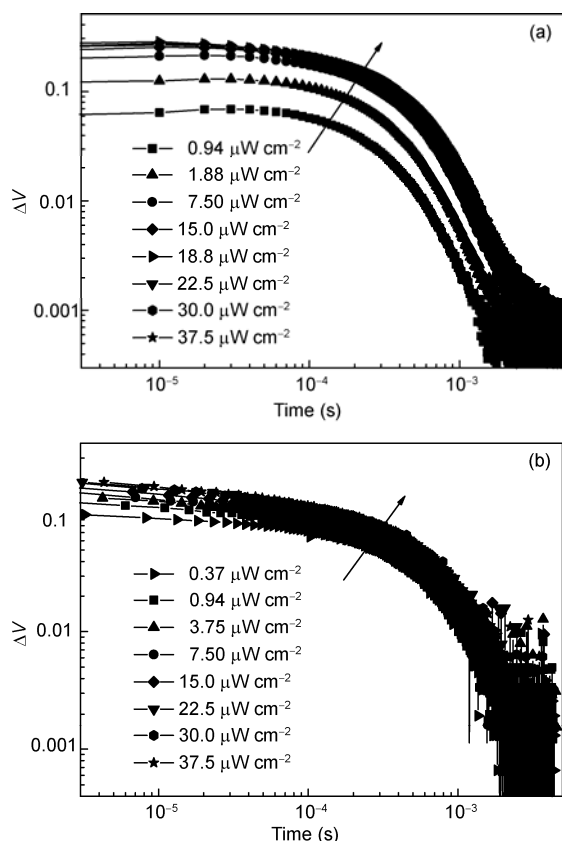 (a)
0.1
0.01
0.001
ΔV
0.94 μW cm⁻²
1.88 μW cm⁻²
7.50 μW cm⁻²
15.0 μW cm⁻²
18.8 μW cm⁻²
22.5 μW cm⁻²
30.0 μW cm⁻²
37.5 μW cm⁻²
10⁻⁵ 10⁻⁴ 10⁻³
Time (s)
(b)
0.1
0.01
0.001
ΔV
0.37 μW cm⁻²
0.94 μW cm⁻²
3.75 μW cm⁻²
7.50 μW cm⁻²
15.0 μW cm⁻²
22.5 μW cm⁻²
30.0 μW cm⁻²
37.5 μW cm⁻²
10⁻⁵ 10⁻⁴ 10⁻³
Time (s)